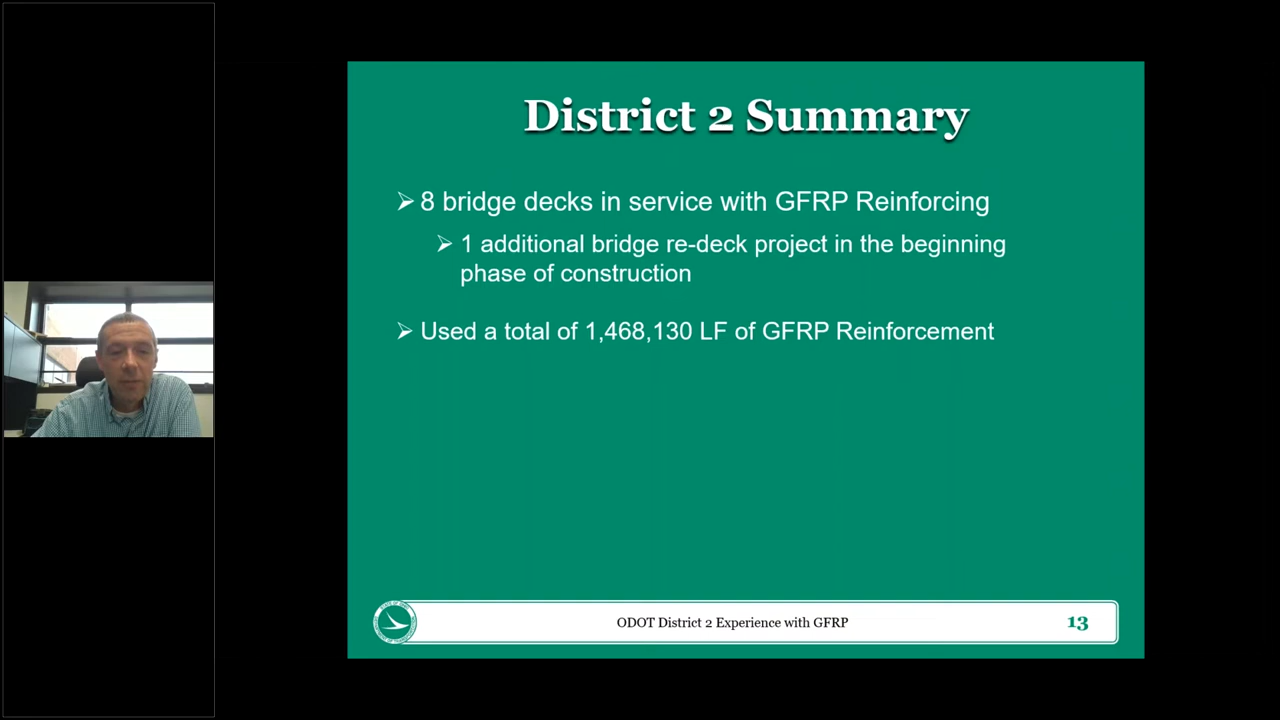 District 2 Summary
8 bridge decks in service with GFRP Reinforcing
1 additional bridge re-deck project in the beginning
phase of construction
Used a total of 1,468,130 LF of GFRP Reinforcement
ODOT District 2 Experience with GFRP
13